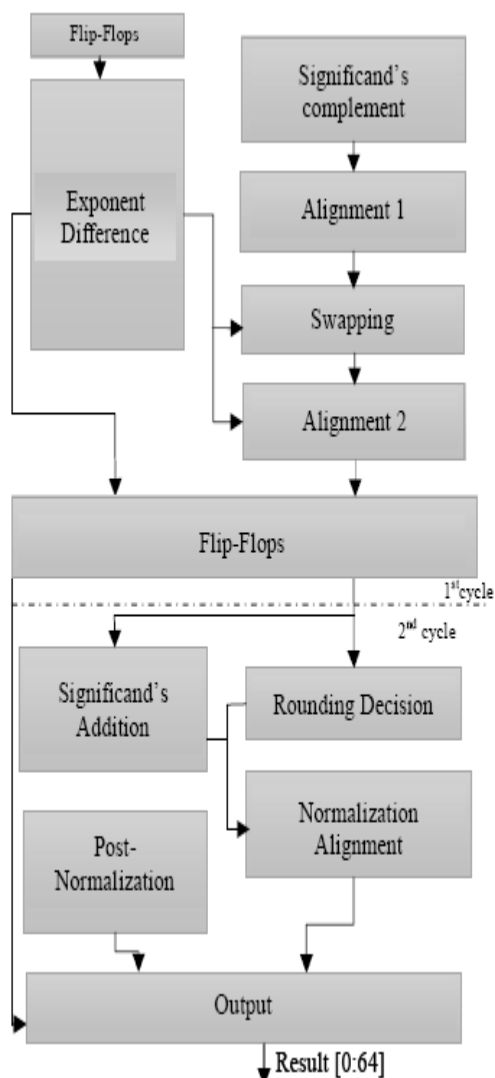 Flip-Flops
Significand's
complement
Exponent
Difference
Alignment 1
Swapping
Alignment 2
Flip-Flops
1st cycle
2nd cycle
Significand's
Addition
Rounding Decision
Normalization
Alignment
Post-
Normalization
Output
Result [0:64]